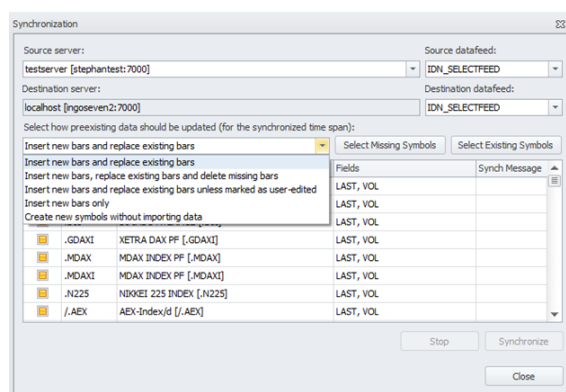 Synchronization
Source server:
Source datafeed:
testserver [stephantest:7000]
IDN_SELECTFEED
Destination server:
Destination datafeed:
localhost [ingoseven2:7000]
IDN_SELECTFEED
Select how preexisting data should be updated (for the synchronized time span):
Insert new bars and replace existing bars
Select Missing Symbols
Select Existing Symbols
Insert new bars and replace existing bars
Insert new bars, replace existing bars and delete missing bars
Insert new bars and replace existing bars unless marked as user-edited
Insert new bars only
Create new symbols without importing data
Fields
Synch Message
LAST, VOL
LAST, VOL
LAST, VOL
.GDAXI XETRA DAX PF [.GDAXI] LAST, VOL
.MDAX MDAX INDEX PF [.MDAX] LAST, VOL
.MDAXI MDAX INDEX PF [.MDAXI] LAST, VOL
.N225 NIKKEI 225 INDEX [.N225] LAST, VOL
/.AEX AEX-Index/d [/.AEX] LAST, VOL
Stop
Synchronize
Close